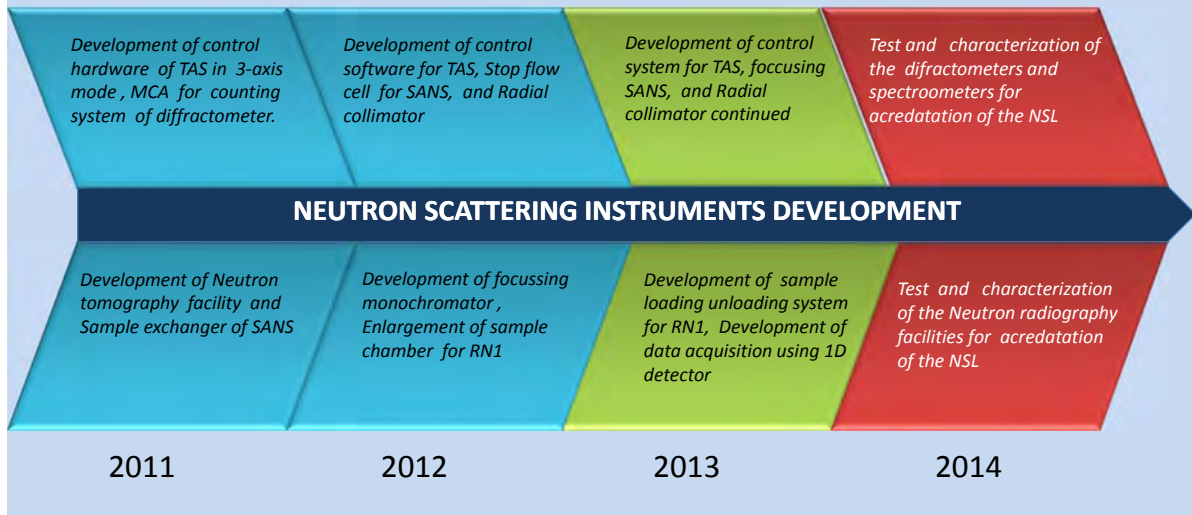 Development of control
hardware of TAS in 3-axis
mode , MCA for counting
system of diffractometer.
Development of control
software for TAS, Stop flow
cell for SANS, and Radial
collimator
Development of control
system for TAS, foccusing
SANS, and Radial
collimator continued
Test and characterization of
the difractometers and
spectroometers for
acredatation of the NSL
NEUTRON SCATTERING INSTRUMENTS DEVELOPMENT
Development of Neutron
tomography facility and
Sample exchanger of SANS
Development of focussing
monochromator ,
Enlargement of sample
chamber for RN1
Development of sample
loading unloading system
for RN1, Development of
data acquisition using 1D
detector
Test and characterization
of the Neutron radiography
facilities for acredatation
of the NSL
2011
2012
2013
2014